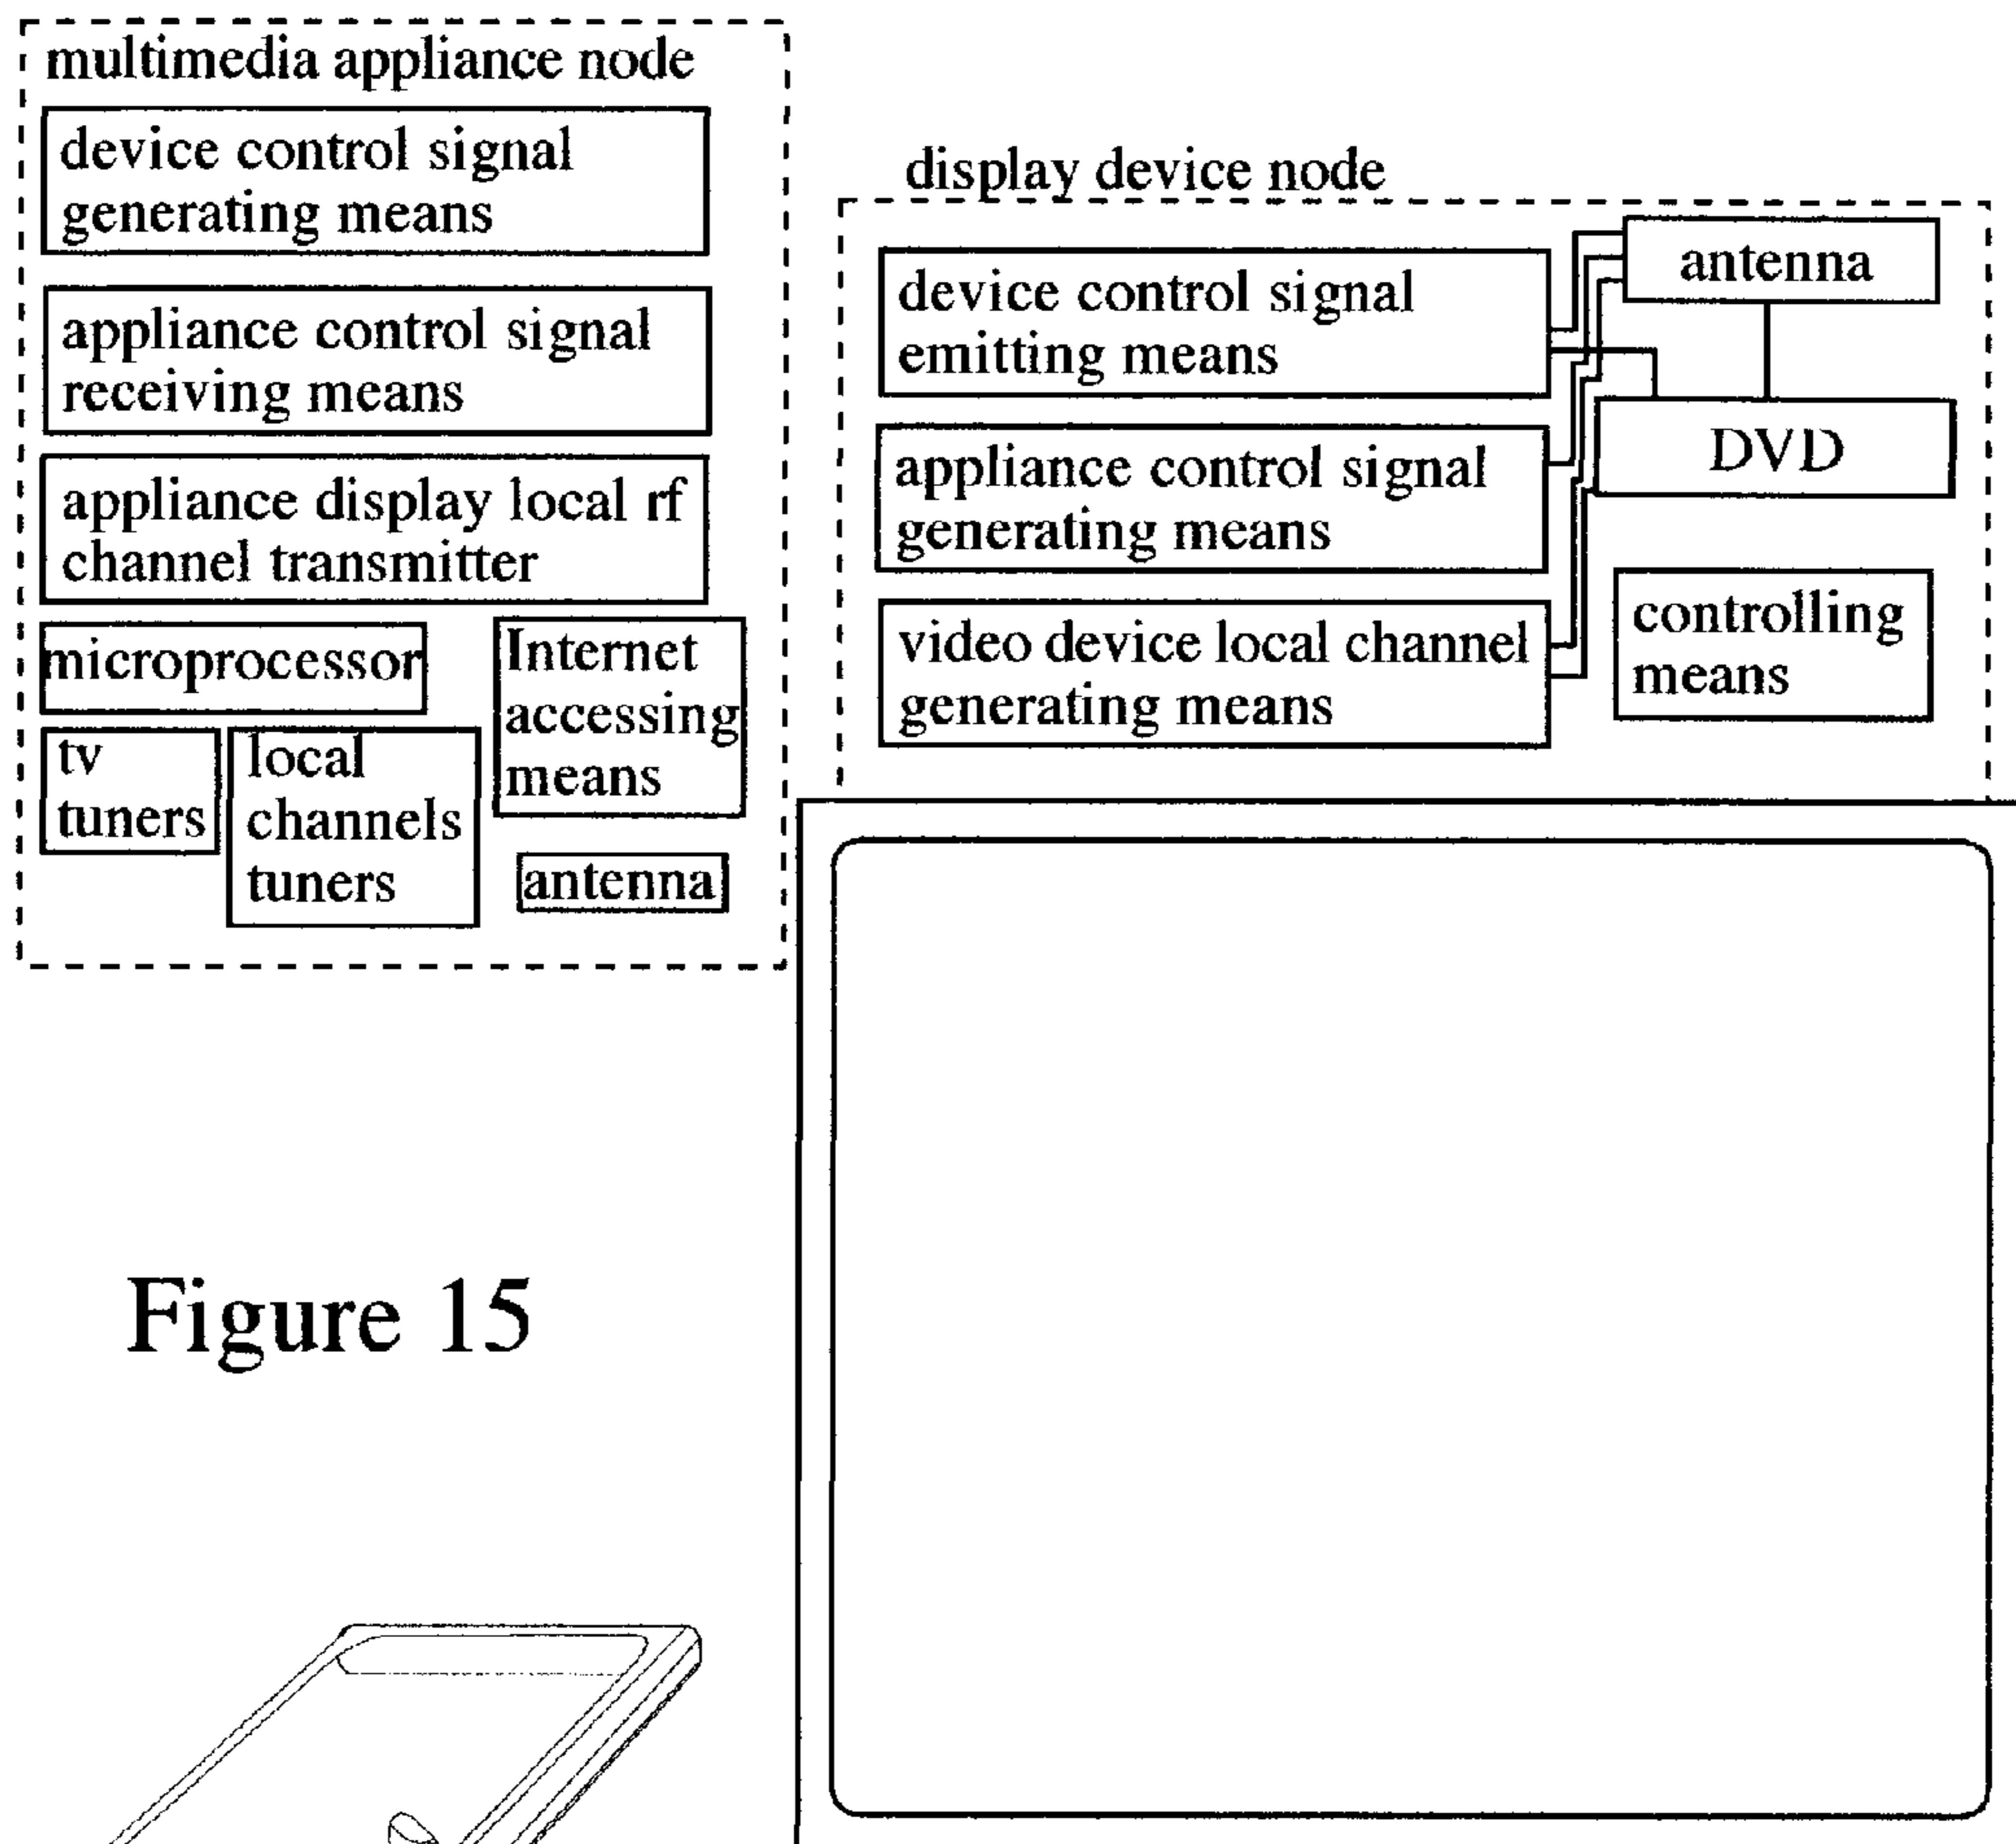 multimedia appliance node
device control signal
generating means
appliance control signal
receiving means
appliance display local rf
channel transmitter
microprocessor
Internet
accessing
means
tv
tuners
local
channels
tuners
antenna
display device node
device control signal
emitting means
antenna
appliance control signal
generating means
DVD
video device local channel
generating means
controlling
means
Figure 15